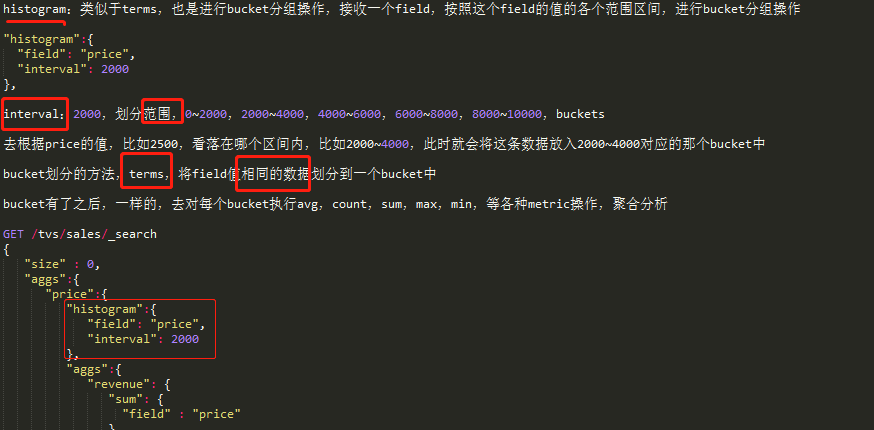 histogram：类似于terms，也是进行bucket分组操作，接收一个field，按照这个field的值的各个范围区间，进行bucket分组操作
"histogram":{
"field": "price",
"interval": 2000
},
interval：2000，划分范围，0~2000，2000~4000，4000~6000，6000~8000，8000~10000，buckets
去根据price的值，比如2500，看落在哪个区间内，比如2000~4000，此时就会将这条数据放入2000~4000对应的那个bucket中
bucket划分的方法，terms，将field值相同的数据划分到一个bucket中
bucket有了之后，一样的，去对每个bucket执行avg，count，sum，max，min，等各种metric操作，聚合分析
GET /tvs/sales/_search
{
"size" : 0,
"aggs":{
"price":{
"histogram":{
"field": "price",
"interval": 2000
},
"aggs":{
"revenue": {
"sum": {
"field" : "price"
}